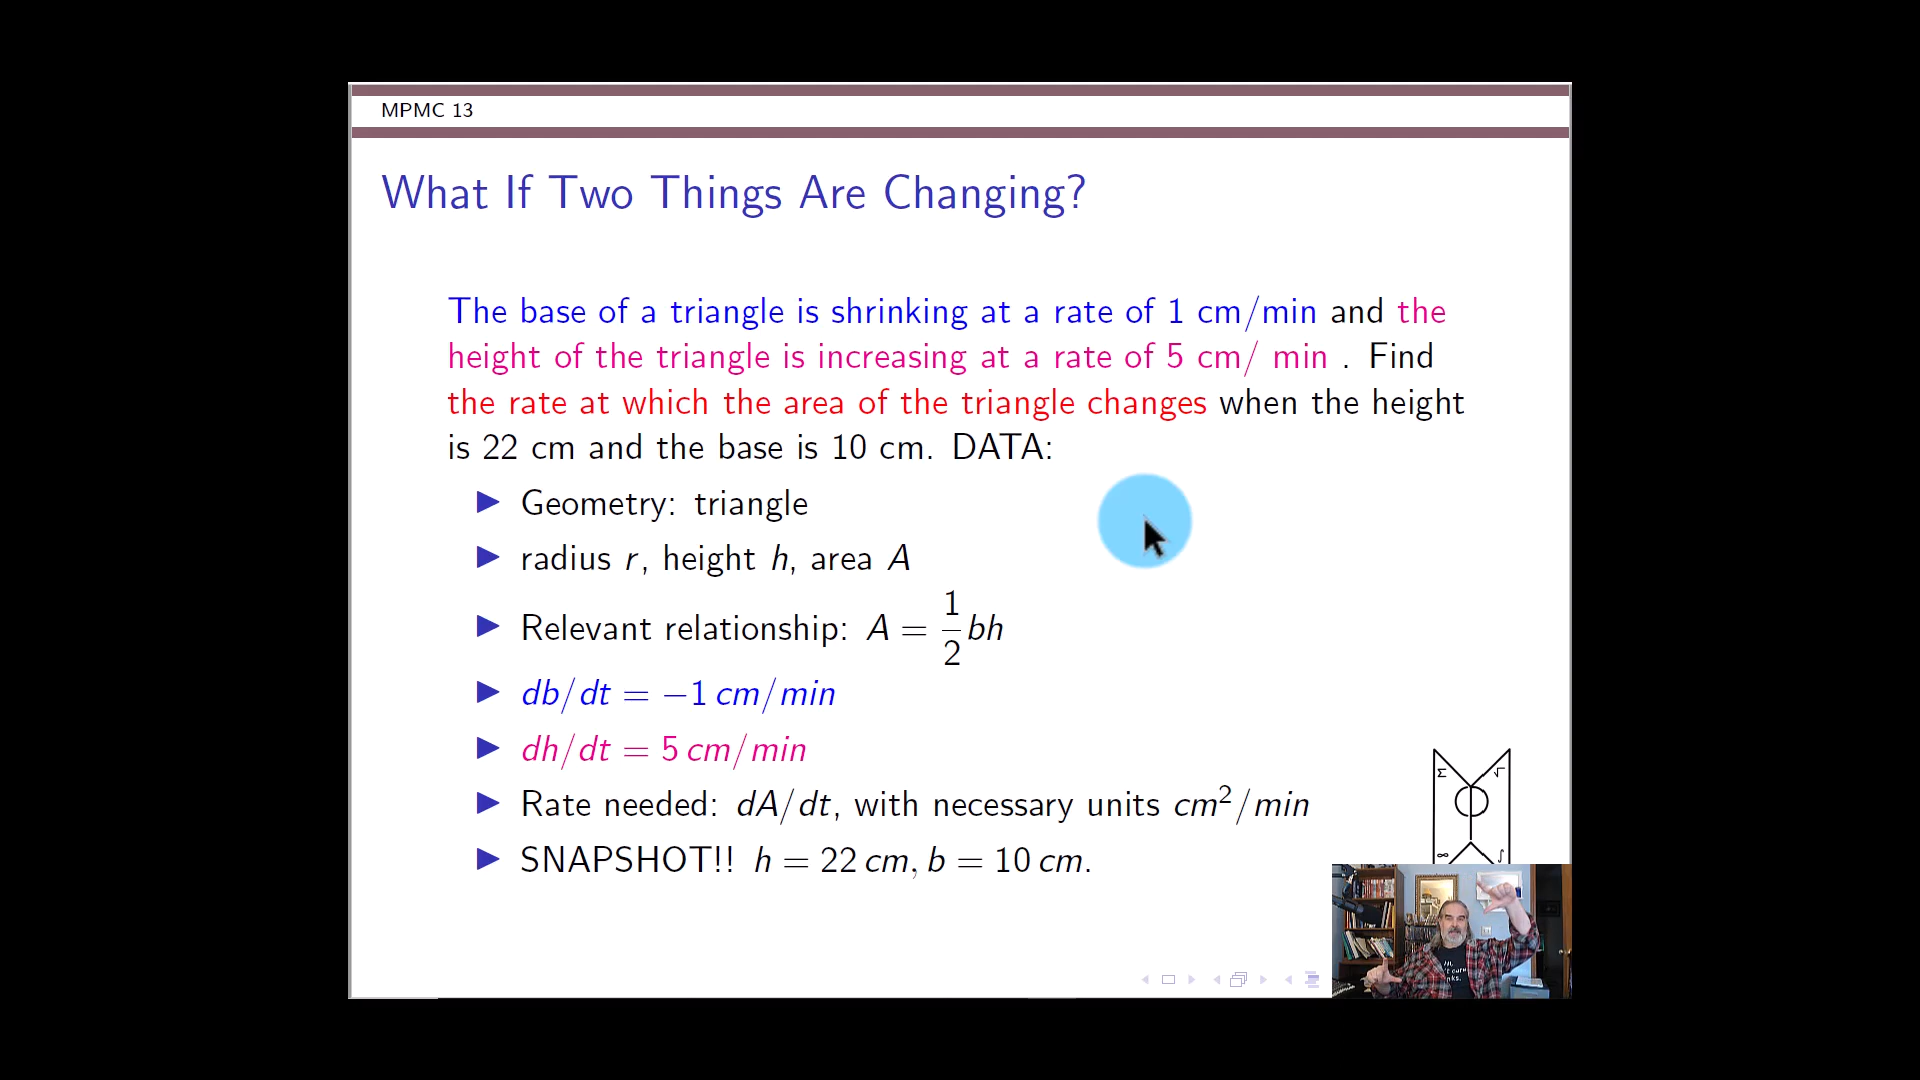 MPMC 13
What If Two Things Are Changing?
The base of a triangle is shrinking at a rate of 1 cm/min and the
height of the triangle is increasing at a rate of 5 cm/ min . Find
the rate at which the area of the triangle changes when the height
is 22 cm and the base is 10 cm. DATA:
▶ Geometry: triangle
▶ radius r, height h, area A
▶ Relevant relationship: A = 1/2 bh
▶ db/dt = −1 cm/min
▶ dh/dt = 5 cm/min
▶ Rate needed: dA/dt, with necessary units cm²/min
▶ SNAPSHOT!! h = 22 cm, b = 10 cm.
Σ √
∞ ∫